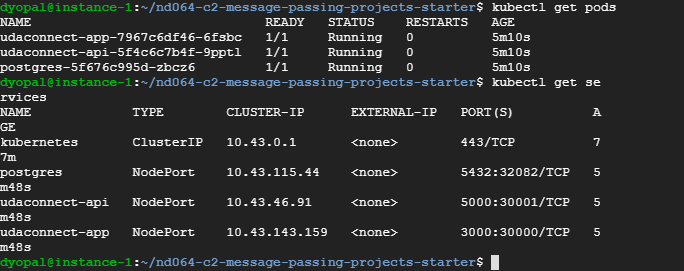 dyopal@instance-1:~/nd064-c2-message-passing-projects-starter$ kubectl get pods
NAME READY STATUS RESTARTS AGE
udaconnect-app-7967c6df46-6fsbc 1/1 Running 0 5m10s
udaconnect-api-5f4c6c7b4f-9pptl 1/1 Running 0 5m10s
postgres-5f676c995d-zbcz6 1/1 Running 0 5m10s
dyopal@instance-1:~/nd064-c2-message-passing-projects-starter$ kubectl get se
rvices
NAME TYPE CLUSTER-IP EXTERNAL-IP PORT(S) A
GE
kubernetes ClusterIP 10.43.0.1 <none> 443/TCP 7
7m
postgres NodePort 10.43.115.44 <none> 5432:32082/TCP 5
m48s
udaconnect-api NodePort 10.43.46.91 <none> 5000:30001/TCP 5
m48s
udaconnect-app NodePort 10.43.143.159 <none> 3000:30000/TCP 5
m48s
dyopal@instance-1:~/nd064-c2-message-passing-projects-starter$